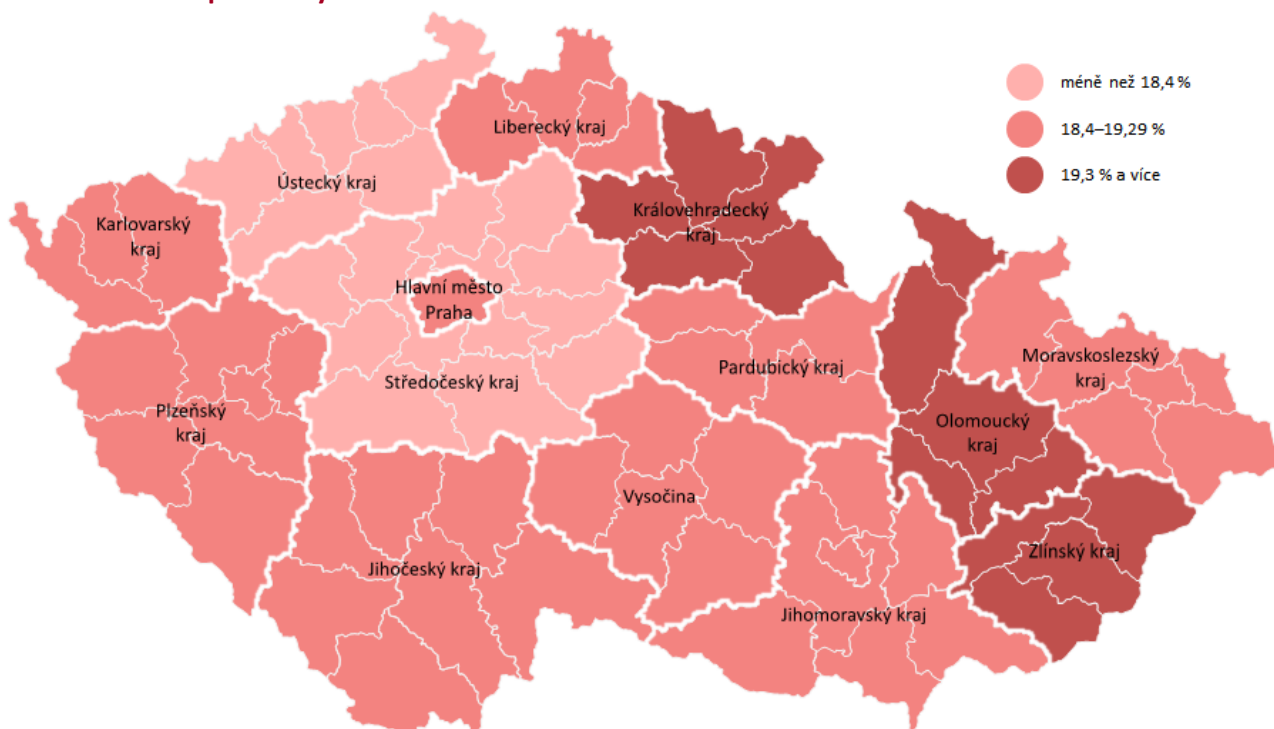 méně než 18,4 %
Liberecký kraj
18,4–19,29 %
19,3 % a více
Ústecký kraj
Královehradecký
kraj
Karlovarský
kraj
Hlavní město
Praha
Moravskoslezský
kraj
Pardubický kraj
Středočeský kraj
Plzeňský
kraj
Olomoucký
kraj
Vysočina
Zlínský kraj
Jihočeský kraj
Jihomoravský kraj